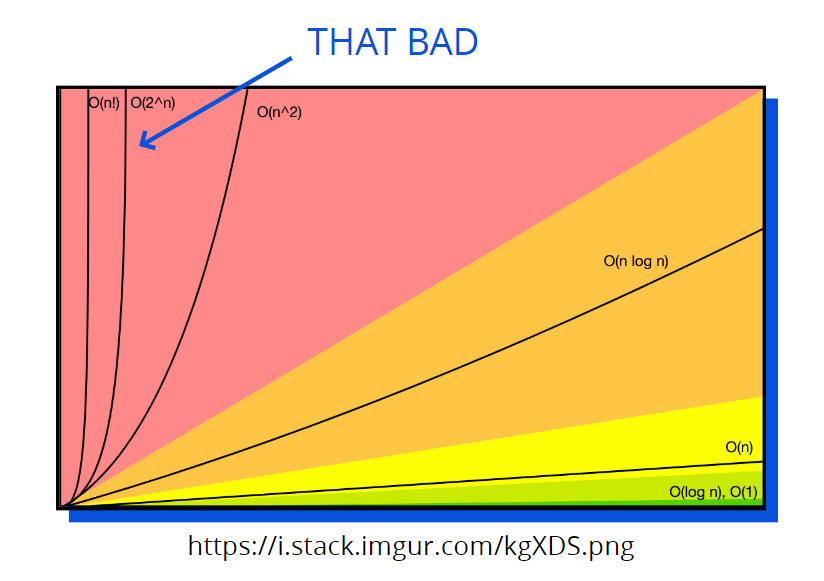 THAT BAD
O(n!)
O(2^n)
O(n^2)
O(n log n)
O(n)
O(log n), O(1)
https://i.stack.imgur.com/kgXDS.png